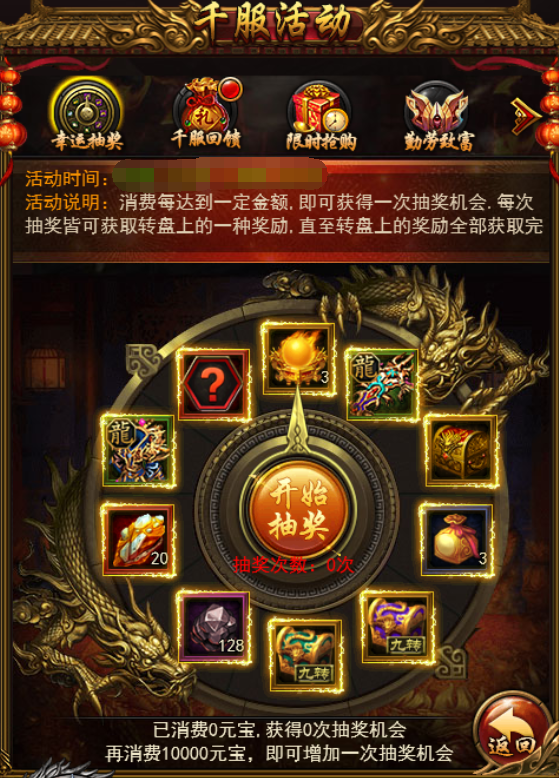 千服活动
幸运抽奖
礼
千服回馈
限时抢购
勤劳致富
活动时间:
活动说明: 消费每达到一定金额,即可获得一次抽奖机会.每次
抽奖皆可获取转盘上的一种奖励,直至转盘上的奖励全部获取完
3
?
龍
龍
开始
抽奖
抽奖次数: 0次
20
3
128
九转
九转
已消费0元宝,获得0次抽奖机会
再消费10000元宝, 即可增加一次抽奖机会
返回